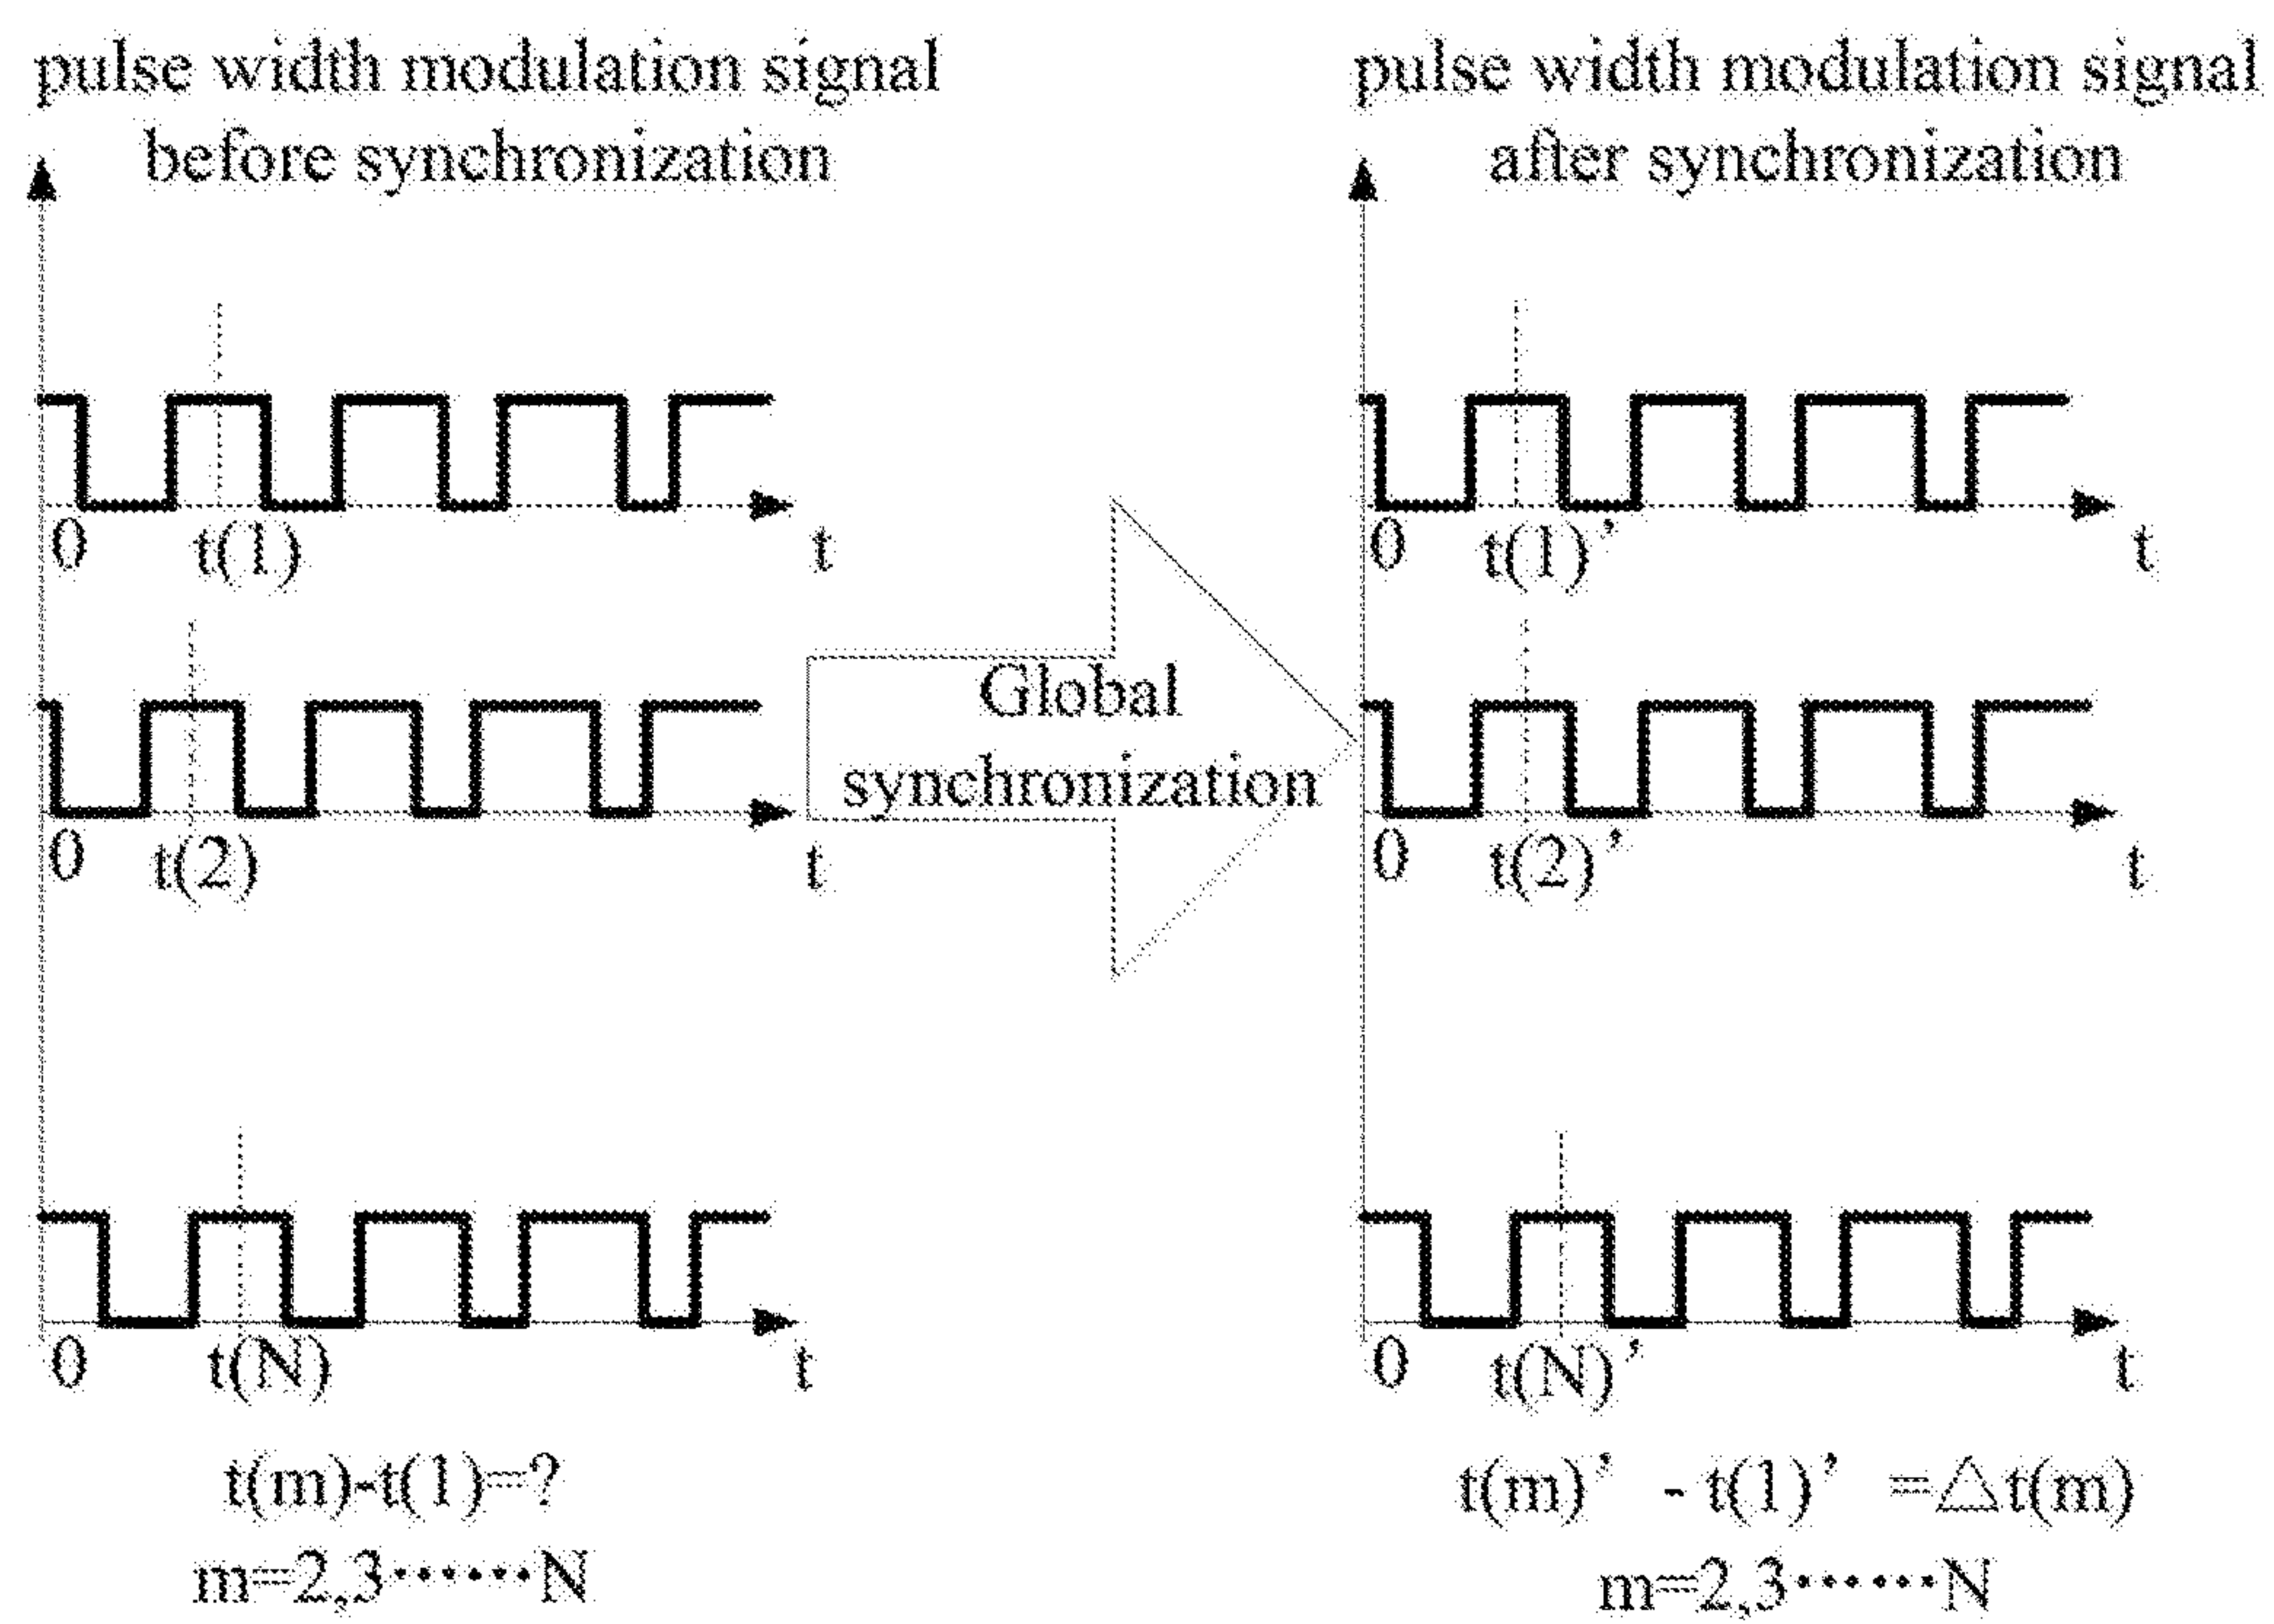 pulse width modulation signal
before synchronization
0
t(1)
t
0
t(2)
t
0
t(N)
t
t(m)-t(1)=?
m=2,3······N
Global
synchronization
pulse width modulation signal
after synchronization
0
t(1)’
t
0
t(2)’
t
0
t(N)’
t
t(m)’ - t(1)’ =△t(m)
m=2,3······N